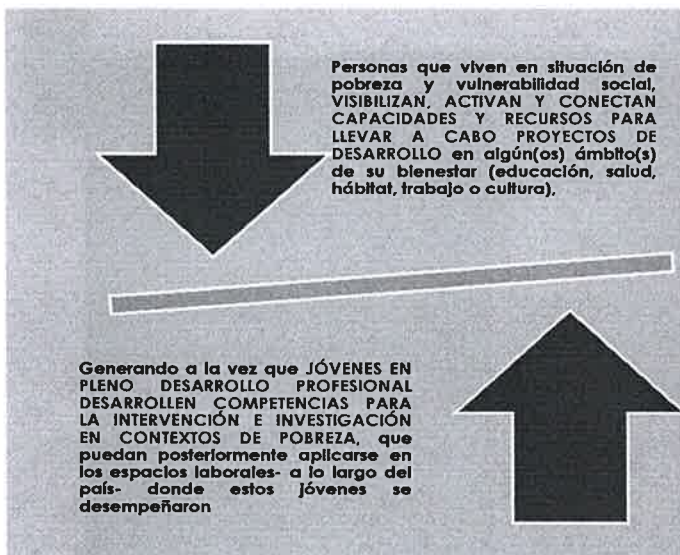 Personas que viven en situación de
pobreza y vulnerabilidad social,
VISIBILIZAN, ACTIVAN Y CONECTAN
CAPACIDADES Y RECURSOS PARA
LLEVAR A CABO PROYECTOS DE
DESARROLLO en algún(os) ámbito(s)
de su bienestar (educación, salud,
hábitat, trabajo o cultura),
Generando a la vez que JÓVENES EN
PLENO DESARROLLO PROFESIONAL
DESARROLLEN COMPETENCIAS PARA
LA INTERVENCIÓN E INVESTIGACIÓN
EN CONTEXTOS DE POBREZA, que
puedan posteriormente aplicarse en
los espacios laborales- a lo largo del
país- donde estos jóvenes se
desempeñaron